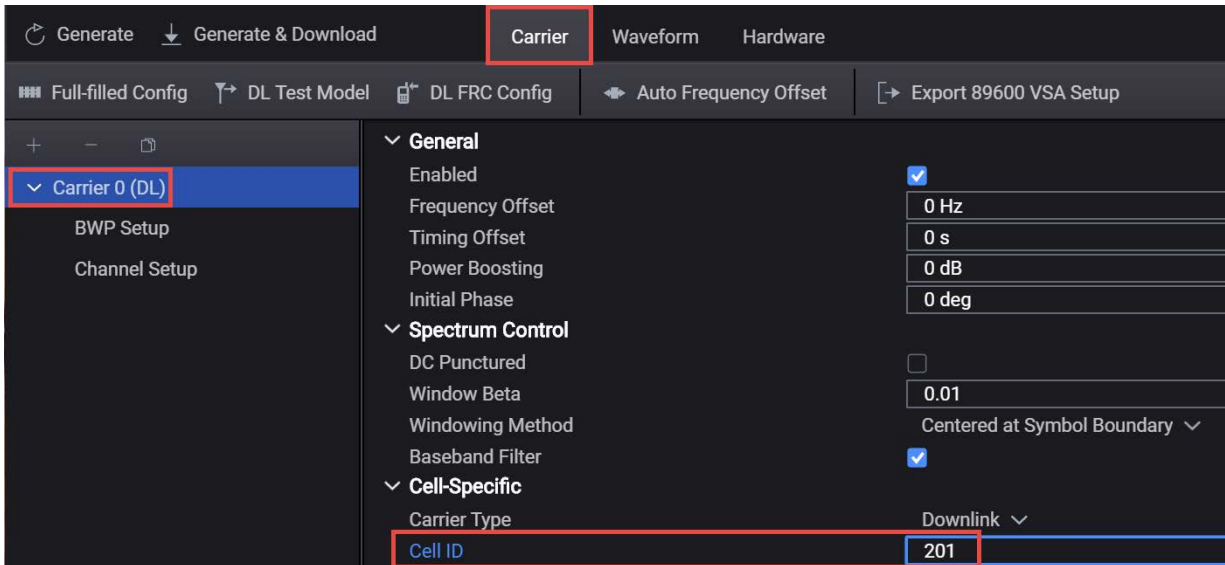 Generate Generate & Download Carrier Waveform Hardware
Full-filled Config DL Test Model DL FRC Config Auto Frequency Offset Export 89600 VSA Setup
Carrier 0 (DL)
BWP Setup
Channel Setup
General
Enabled
Frequency Offset 0 Hz
Timing Offset 0 s
Power Boosting 0 dB
Initial Phase 0 deg
Spectrum Control
DC Punctured
Window Beta 0.01
Windowing Method Centered at Symbol Boundary
Baseband Filter
Cell-Specific
Carrier Type Downlink
Cell ID 201